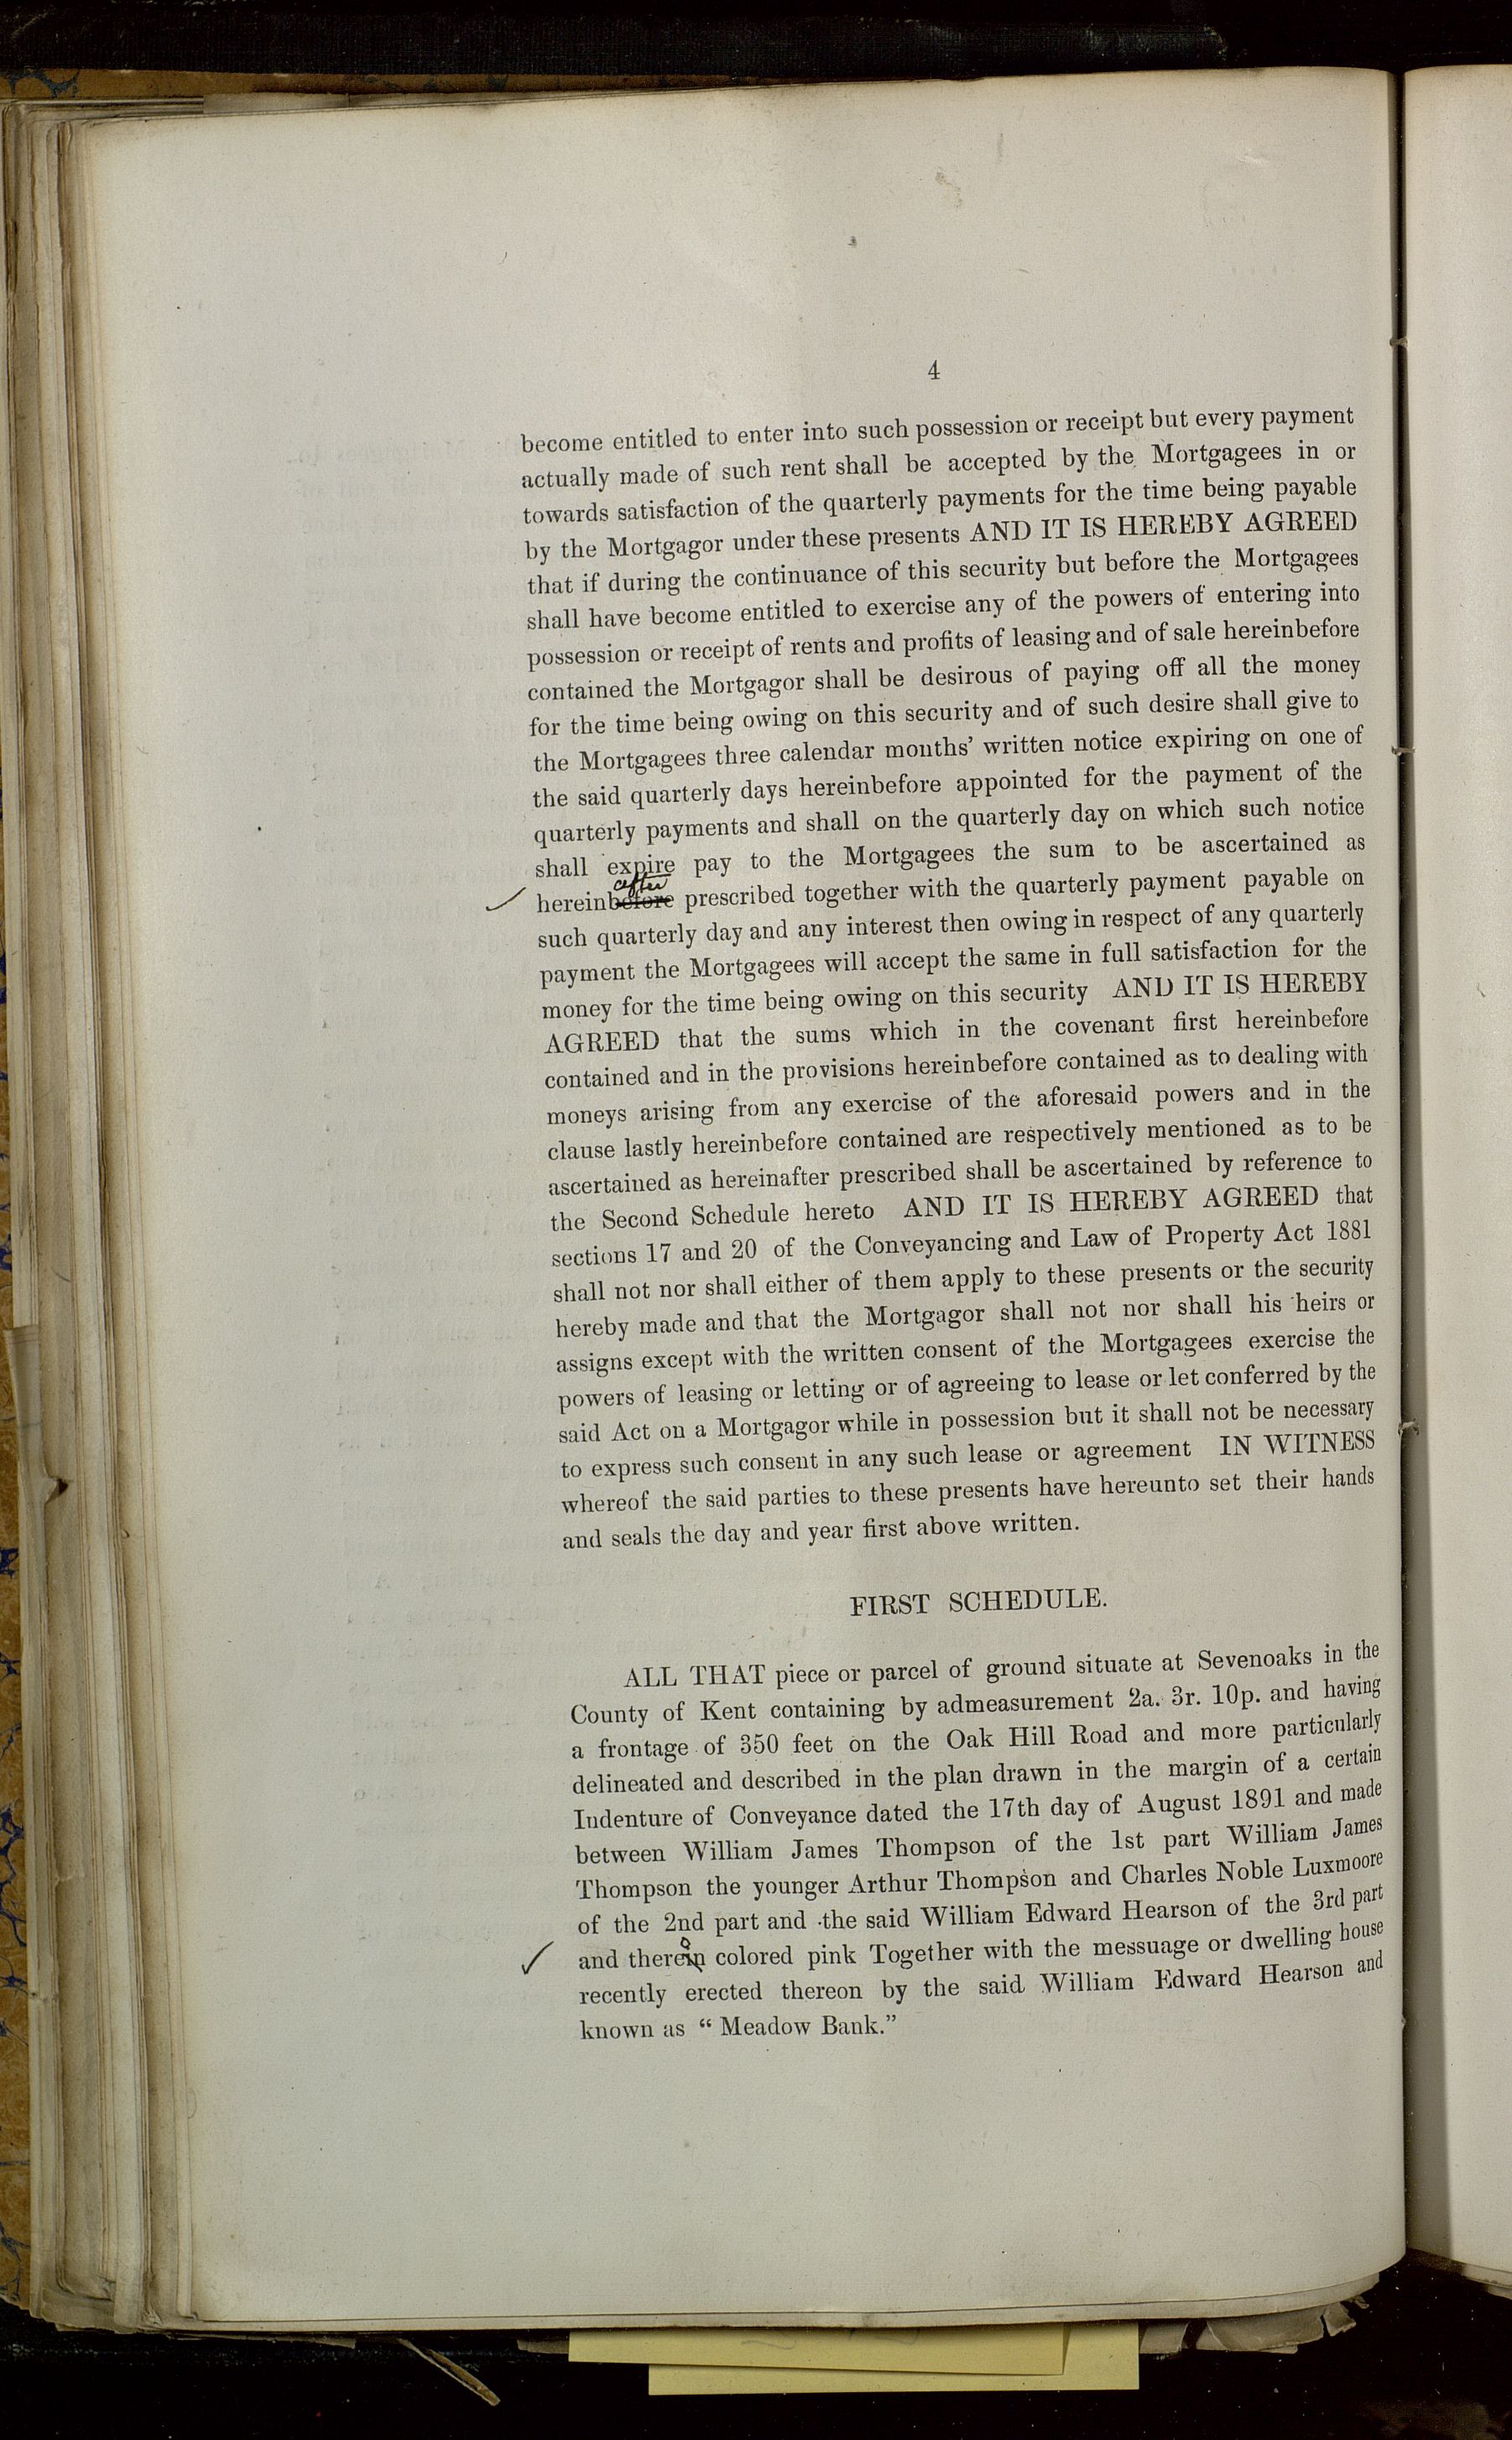 4
become entitled to enter into such possession or receipt but every payment
actually made of such rent shall be accepted by the Mortgagees in or
towards satisfaction of the quarterly payments for the time being payable
by the Mortgagor under these presents AND IT IS HEREBY AGREED
that if during the continuance of this security but before the Mortgagees
shall have become entitled to exercise any of the powers of entering into
possession or receipt of rents and profits of leasing and of sale hereinbefore
contained the Mortgagor shall be desirous of paying off all the money
for the time being owing on this security and of such desire shall give to
the Mortgagees three calendar months' written notice expiring on one of
the said quarterly days hereinbefore appointed for the payment of the
quarterly payments and shall on the quarterly day on which such notice
shall expire pay to the Mortgagees the sum to be ascertained as
after
hereinbefore prescribed together with the quarterly payment payable on
such quarterly day and any interest then owing in respect of any quarterly
payment the Mortgagees will accept the same in full satisfaction for the
money for the time being owing on this security AND IT IS HEREBY
AGREED that the sums which in the covenant first hereinbefore
contained and in the provisions hereinbefore contained as to dealing with
moneys arising from any exercise of the aforesaid powers and in the
clause lastly hereinbefore contained are respectively mentioned as to be
ascertained as hereinafter prescribed shall be ascertained by reference to
the Second Schedule hereto AND IT IS HEREBY AGREED that
sections 17 and 20 of the Conveyancing and Law of Property Act 1881
shall not nor shall either of them apply to these presents or the security
hereby made and that the Mortgagor shall not nor shall his heirs or
assigns except with the written consent of the Mortgagees exercise the
powers of leasing or letting or of agreeing to lease or let conferred by the
said Act on a Mortgagor while in possession but it shall not be necessary
to express such consent in any such lease or agreement IN WITNESS
whereof the said parties to these presents have hereunto set their hands
and seals the day and year first above written.
FIRST SCHEDULE.
ALL THAT piece or parcel of ground situate at Sevenoaks in the
County of Kent containing by admeasurement 2a. 3r. 10p. and having
a frontage of 350 feet on the Oak Hill Road and more particularly
delineated and described in the plan drawn in the margin of a certain
Indenture of Conveyance dated the 17th day of August 1891 and made
between William James Thompson of the 1st part William James
Thompson the younger Arthur Thompson and Charles Noble Luxmoore
of the 2nd part and the said William Edward Hearson of the 3rd part
and therein colored pink Together with the messuage or dwelling house
recently erected thereon by the said William Edward Hearson and
known as "Meadow Bank."